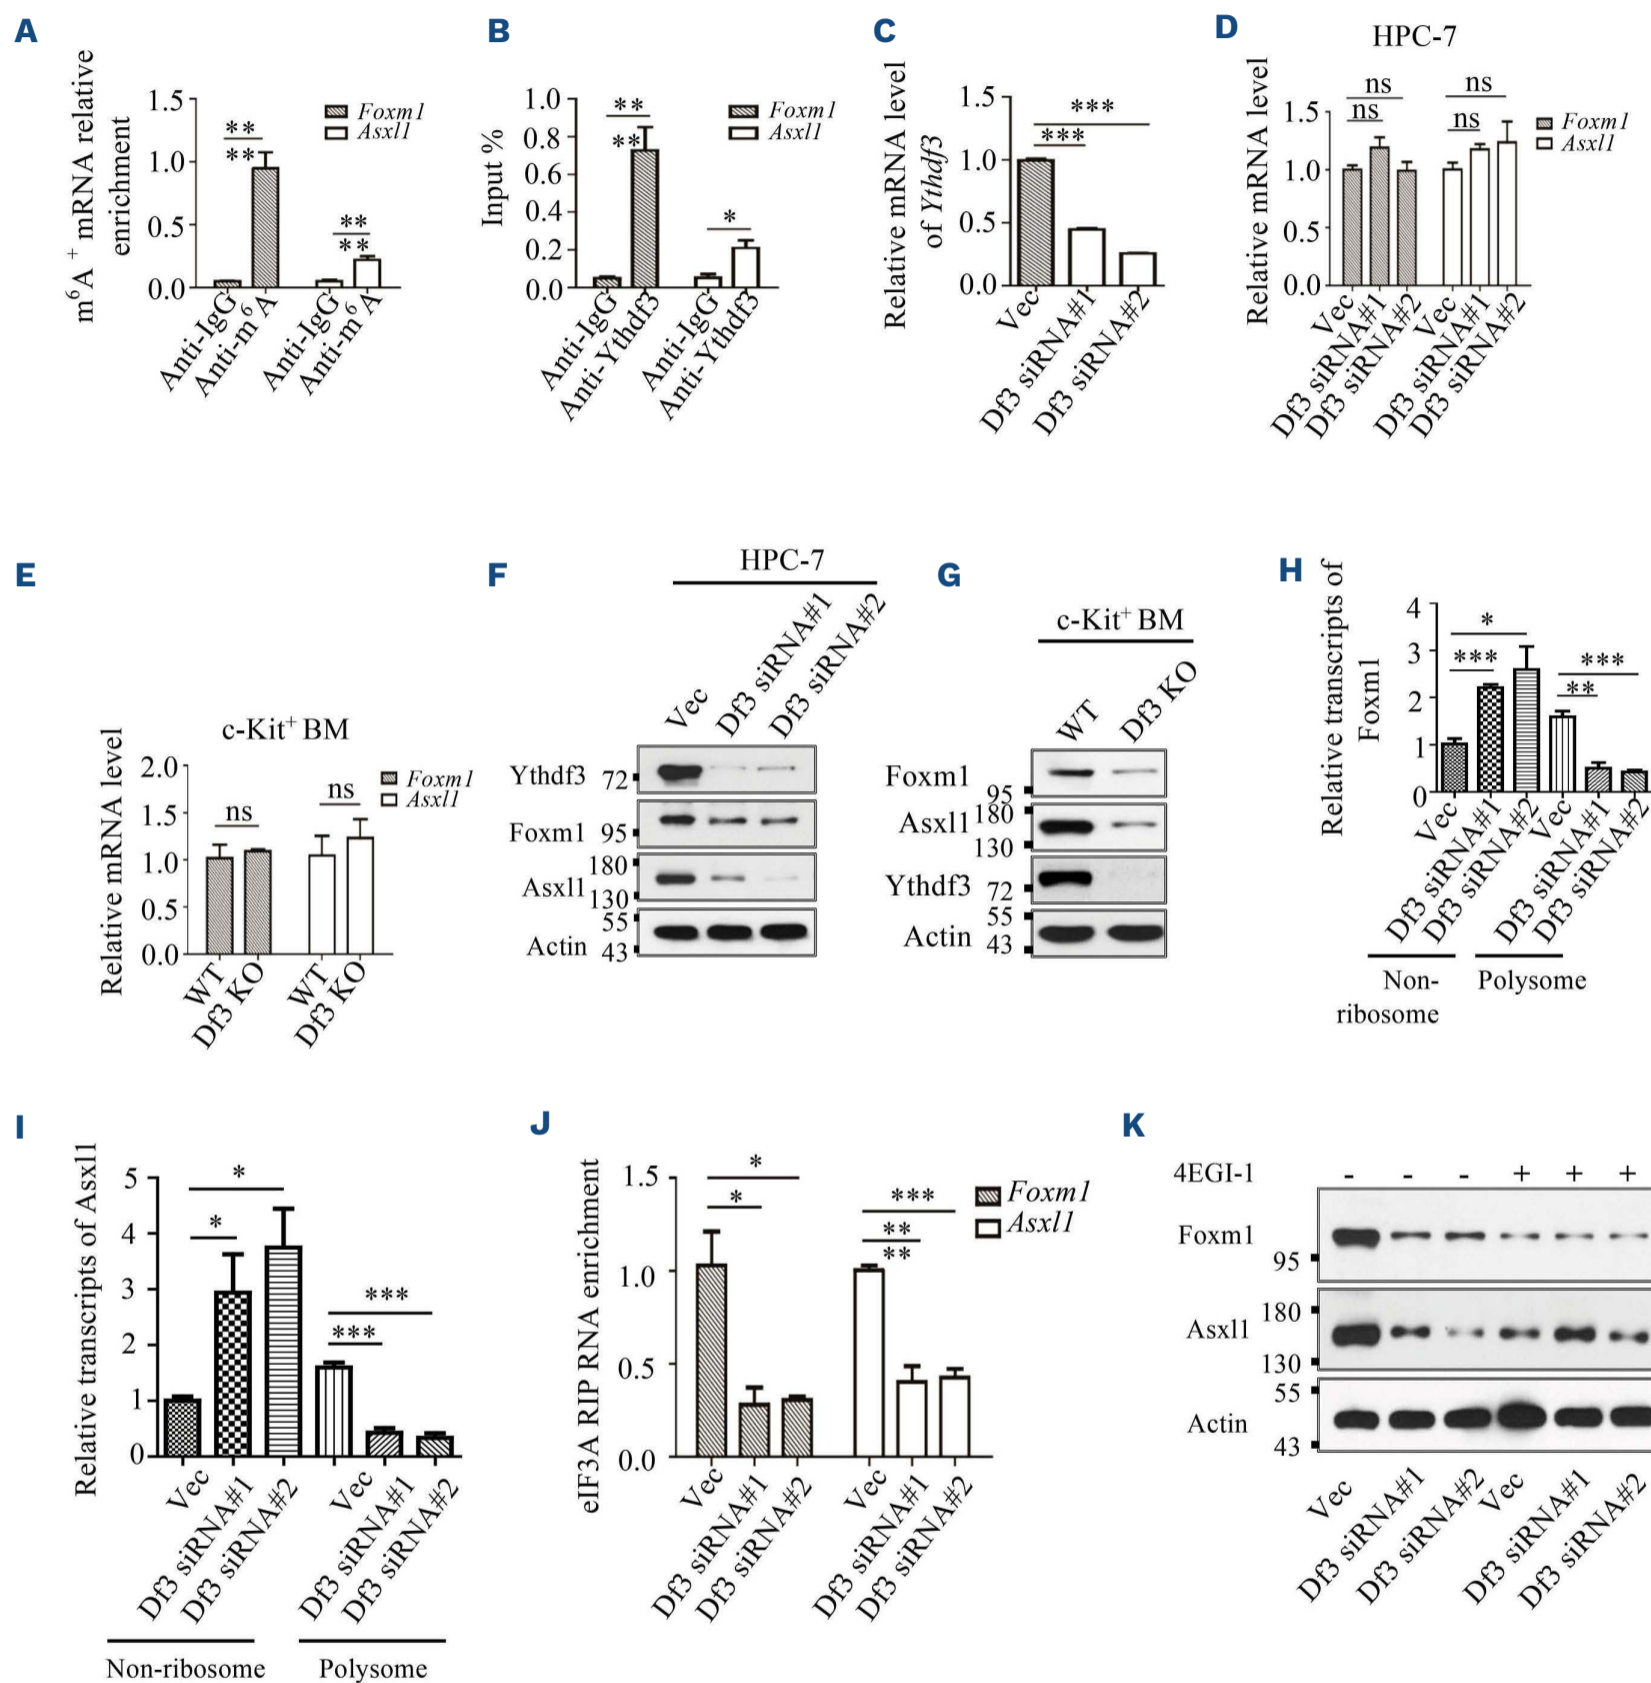 A
m⁶A⁺ mRNA relative
enrichment
1.5
1.0
0.5
0.0
**
**
**
**
Foxm1
Asxl1
Anti-IgG
Anti-m⁶A
Anti-IgG
Anti-m⁶A
B
Input %
1.0
0.8
0.6
0.4
0.2
0.0
**
**
*
Foxm1
Asxl1
Anti-IgG
Anti-Ythdf3
Anti-IgG
Anti-Ythdf3
C
Relative mRNA level
of Ythdf3
1.5
1.0
0.5
0.0
***
***
Vec
Df3 siRNA#1
Df3 siRNA#2
D
HPC-7
Relative mRNA level
1.5
1.0
0.5
0.0
ns
ns
ns
ns
Foxm1
Asxl1
Vec
Df3 siRNA#1
Df3 siRNA#2
Vec
Df3 siRNA#1
Df3 siRNA#2
E
c-Kit⁺ BM
Relative mRNA level
2.0
1.5
1.0
0.5
0.0
ns
ns
Foxm1
Asxl1
WT
Df3 KO
WT
Df3 KO
F
HPC-7
Vec
Df3 siRNA#1
Df3 siRNA#2
Ythdf3 72
Foxm1 95
180
Asxl1
130
55
Actin
43
G
c-Kit⁺ BM
WT
Df3 KO
Foxm1
95
180
Asxl1
130
Ythdf3
72
55
Actin
43
H
Relative transcripts of
Foxm1
4
3
2
1
0
*
***
***
**
Vec
Df3 siRNA#1
Df3 siRNA#2
Vec
Df3 siRNA#1
Df3 siRNA#2
Non-
ribosome
Polysome
I
Relative transcripts of Asxl1
5
4
3
2
1
0
*
*
***
***
Vec
Df3 siRNA#1
Df3 siRNA#2
Vec
Df3 siRNA#1
Df3 siRNA#2
Non-ribosome
Polysome
J
eIF3A RIP RNA enrichment
1.5
1.0
0.5
0.0
*
*
***
**
**
Foxm1
Asxl1
Vec
Df3 siRNA#1
Df3 siRNA#2
Vec
Df3 siRNA#1
Df3 siRNA#2
K
4EGI-1 - - - + + +
Foxm1
95
180
Asxl1
130
55
Actin
43
Vec
Df3 siRNA#1
Df3 siRNA#2
Vec
Df3 siRNA#1
Df3 siRNA#2